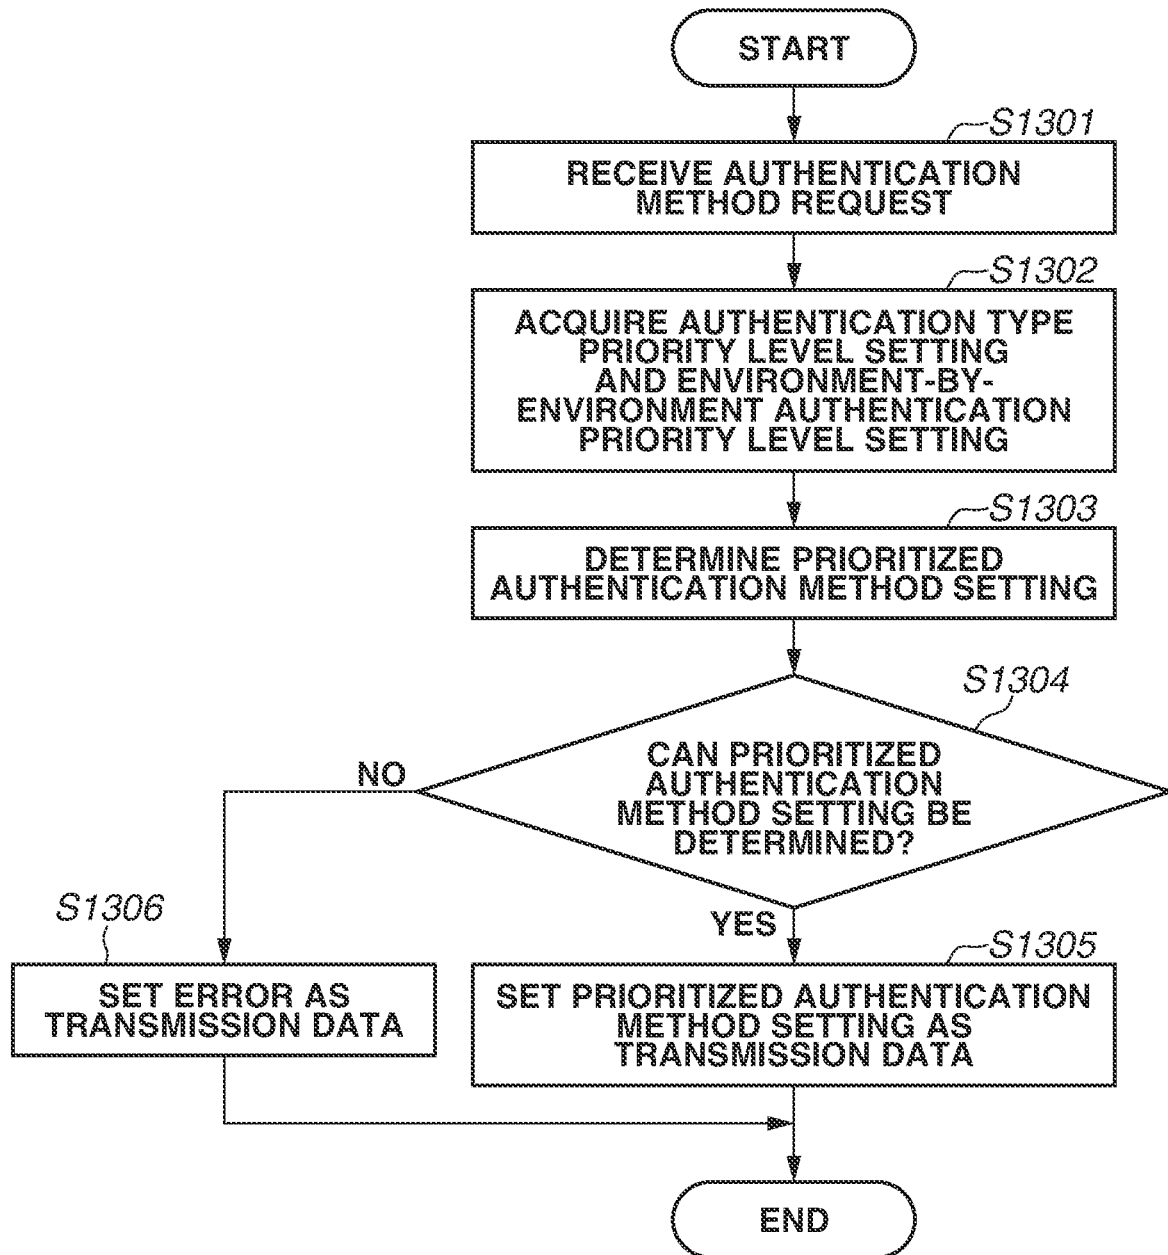 START
S1301
RECEIVE AUTHENTICATION
METHOD REQUEST
S1302
ACQUIRE AUTHENTICATION TYPE
PRIORITY LEVEL SETTING
AND ENVIRONMENT-BY-
ENVIRONMENT AUTHENTICATION
PRIORITY LEVEL SETTING
S1303
DETERMINE PRIORITIZED
AUTHENTICATION METHOD SETTING
S1304
CAN PRIORITIZED
AUTHENTICATION
METHOD SETTING BE
DETERMINED?
NO
YES
S1306
SET ERROR AS
TRANSMISSION DATA
S1305
SET PRIORITIZED AUTHENTICATION
METHOD SETTING AS
TRANSMISSION DATA
END